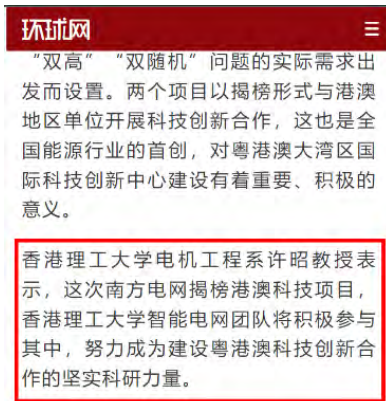 环球网
“双高”“双随机”问题的实际需求出
发而设置。两个项目以揭榜形式与港澳
地区单位开展科技创新合作，这也是全
国能源行业的首创，对粤港澳大湾区国
际科技创新中心建设有着重要、积极的
意义。
香港理工大学电机工程系许昭教授表
示，这次南方电网揭榜港澳科技项目，
香港理工大学智能电网团队将积极参与
其中，努力成为建设粤港澳科技创新合
作的坚实科研力量。